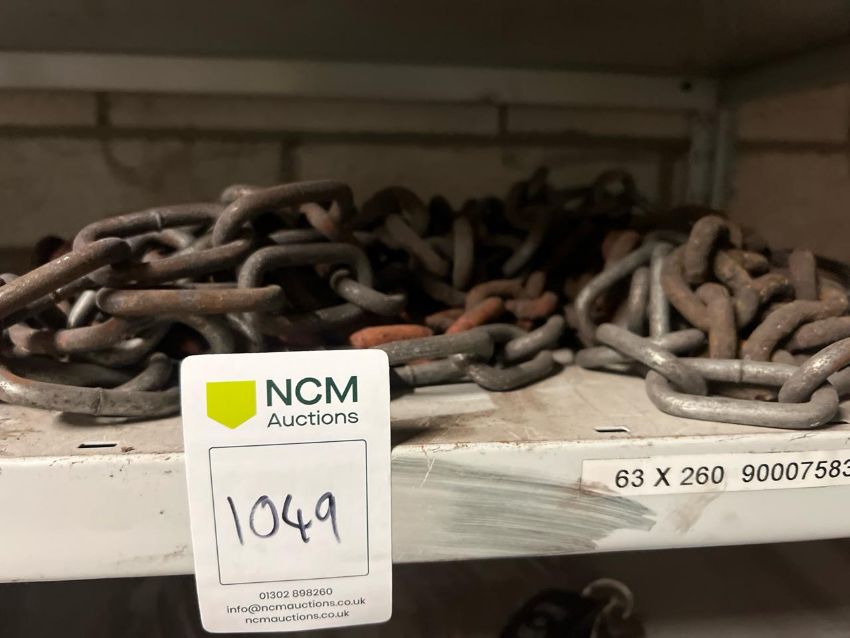 NCM
Auctions
1049
01302 898260
info@ncmauctions.co.uk
ncmauctions.co.uk
63 X 260 90007583